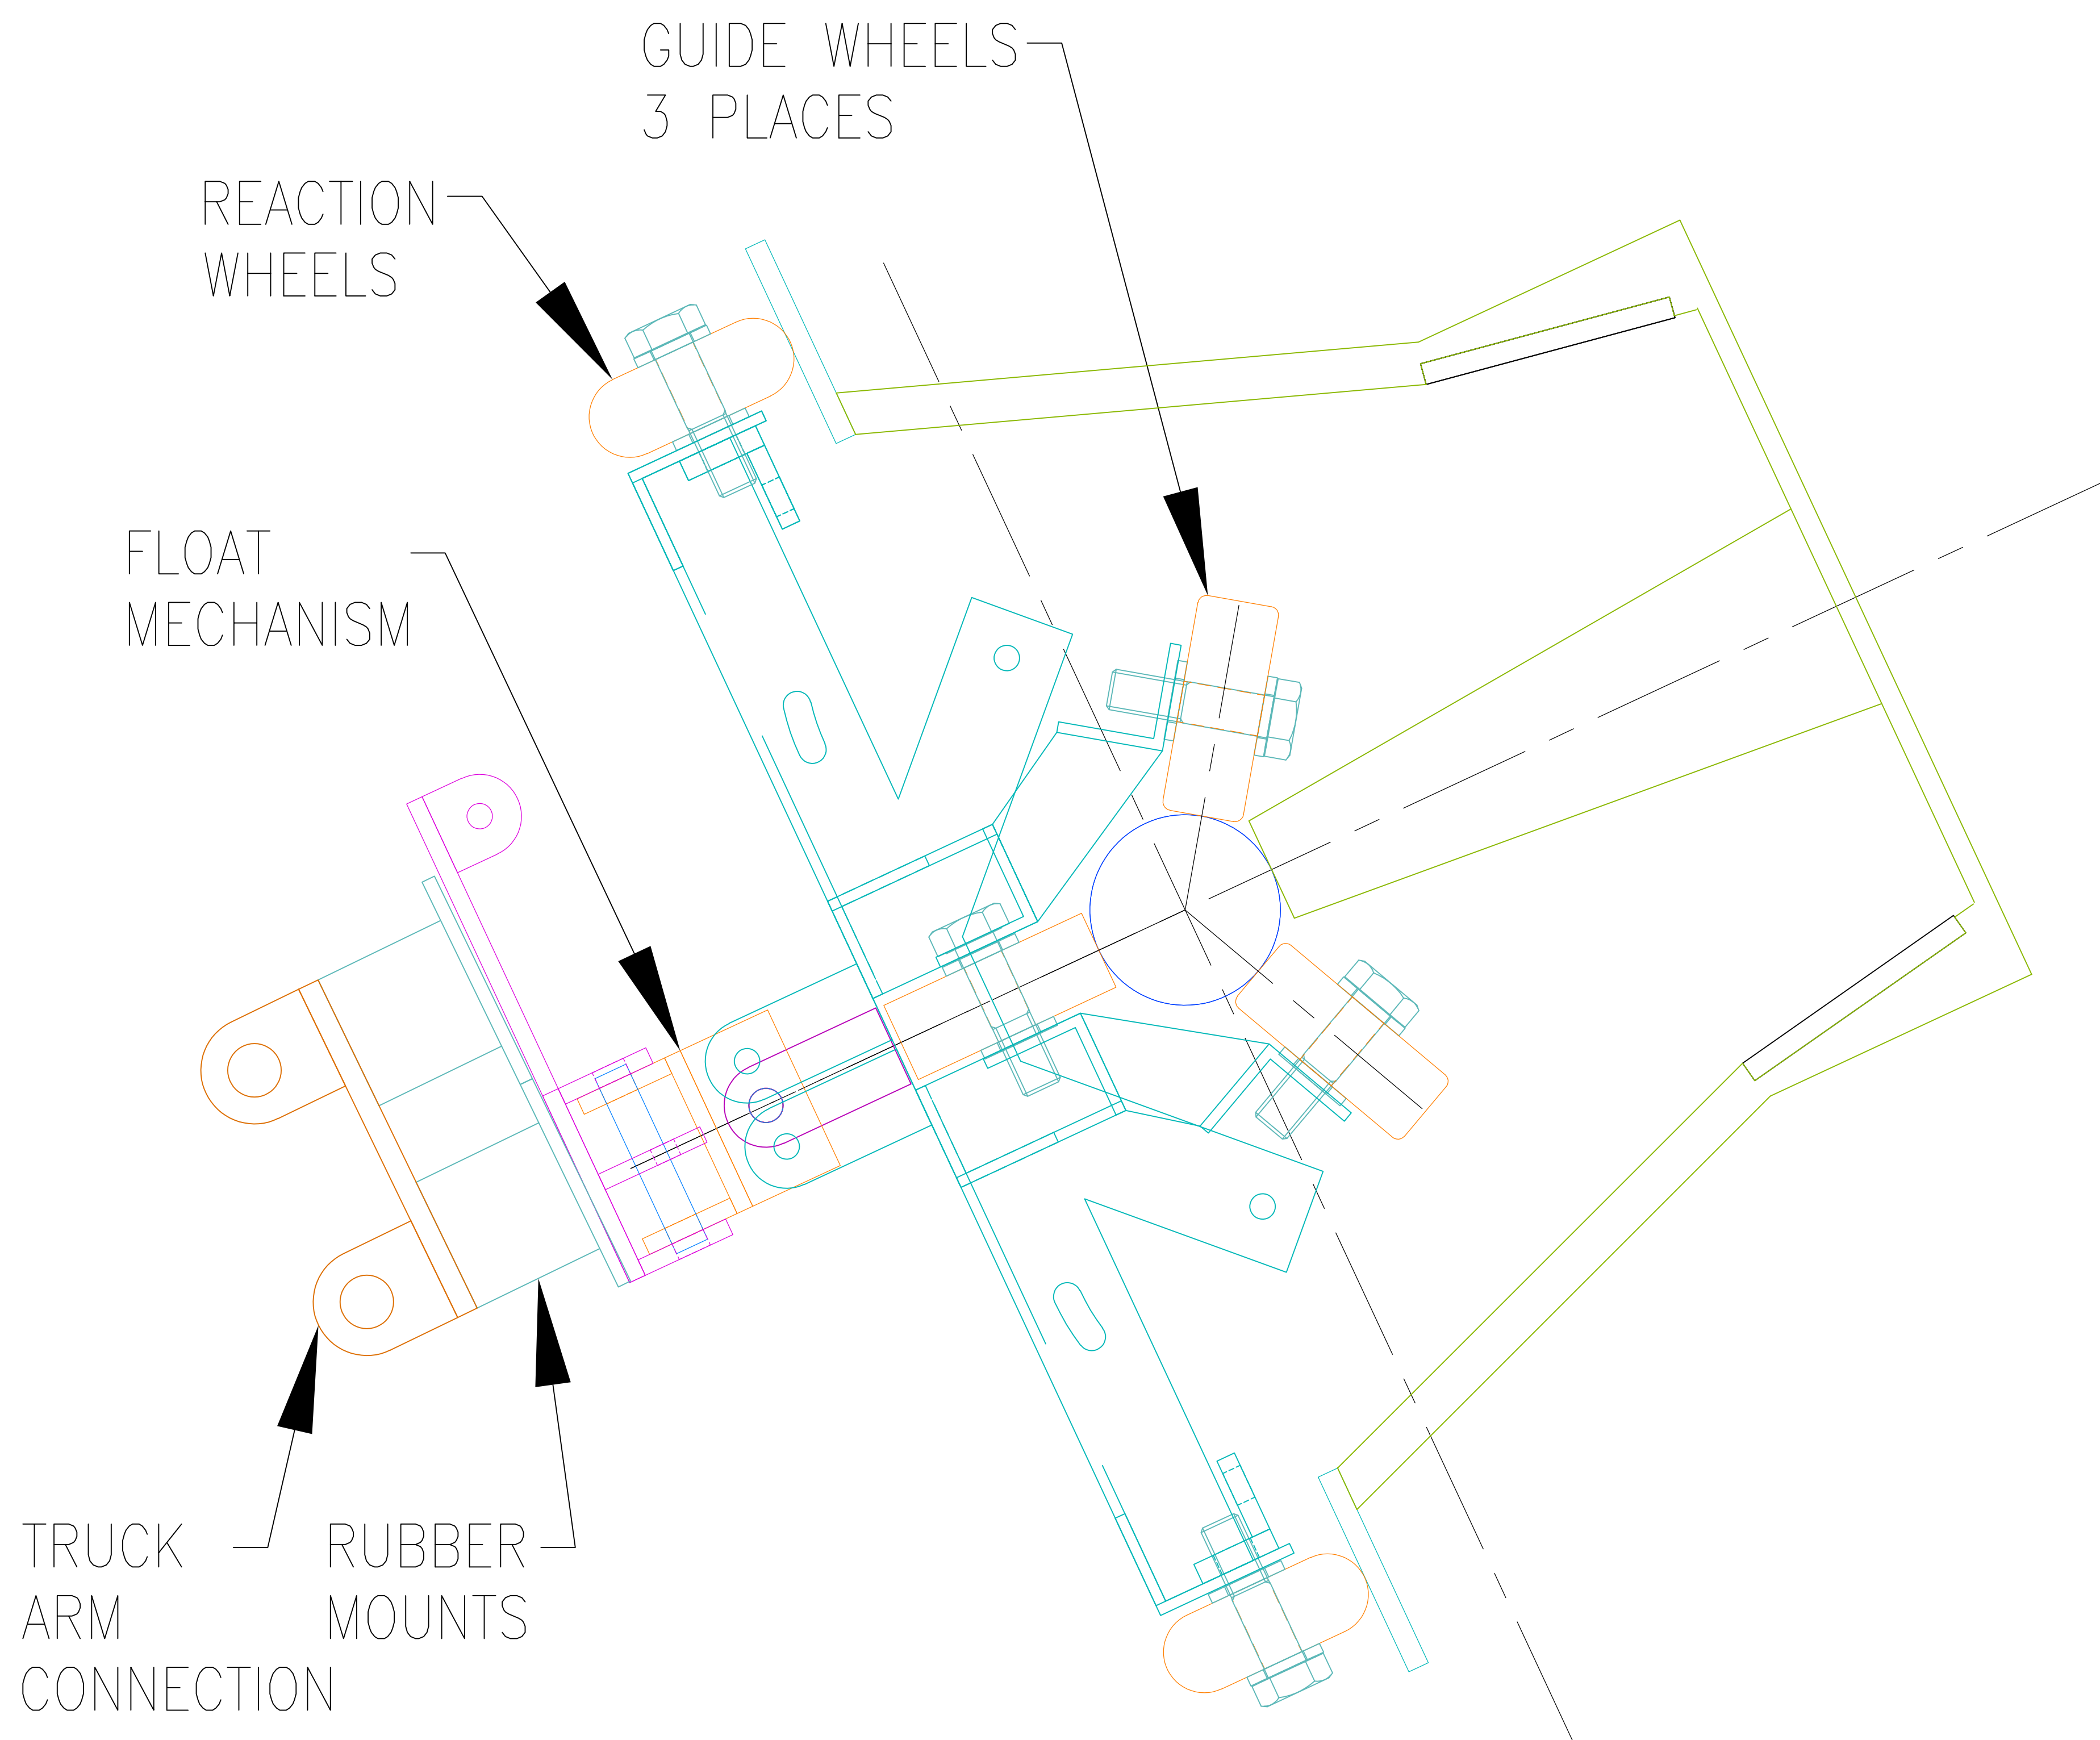 GUIDE WHEELS
3 PLACES
REACTION
WHEELS
FLOAT
MECHANISM
TRUCK
ARM
CONNECTION
RUBBER
MOUNTS